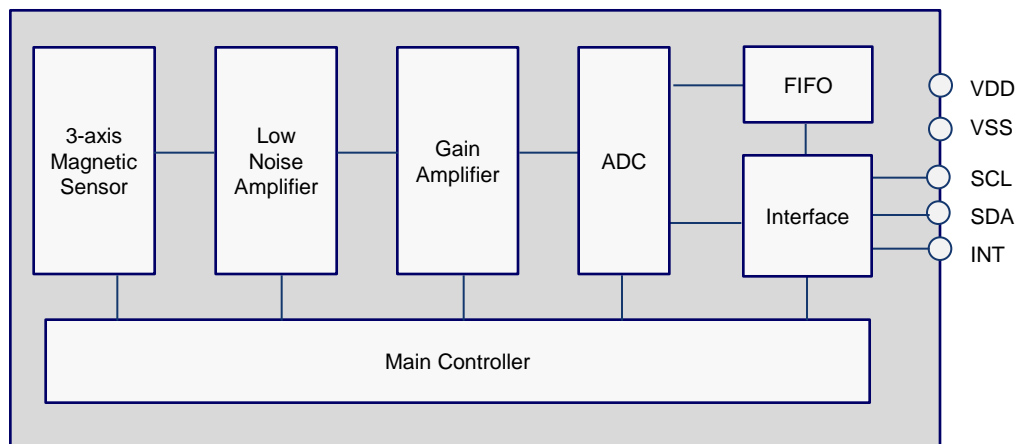 3-axis
Magnetic
Sensor
Low
Noise
Amplifier
Gain
Amplifier
ADC
FIFO
Interface
VDD
VSS
SCL
SDA
INT
Main Controller